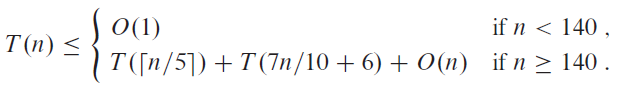 T(n) ≤ { O(1) if n < 140 ,
T(⌈n/5⌉) + T(7n/10 + 6) + O(n) if n ≥ 140 .